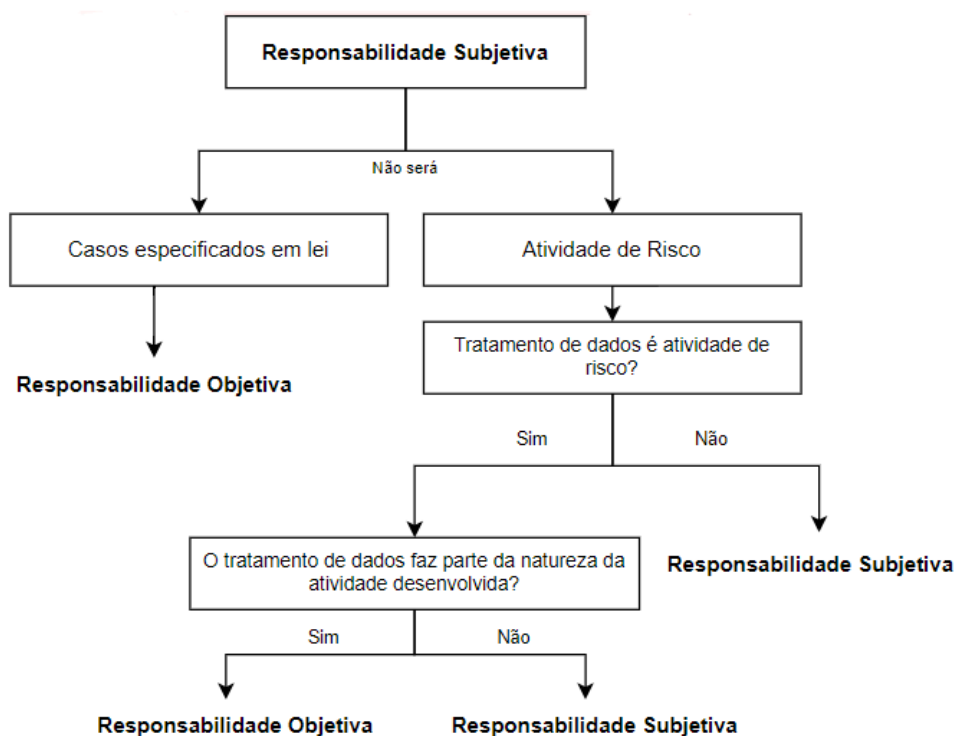 Responsabilidade Subjetiva
Não será
Casos especificados em lei
Atividade de Risco
Responsabilidade Objetiva
Tratamento de dados é atividade de
risco?
Sim
Não
O tratamento de dados faz parte da natureza da
atividade desenvolvida?
Responsabilidade Subjetiva
Sim
Não
Responsabilidade Objetiva
Responsabilidade Subjetiva